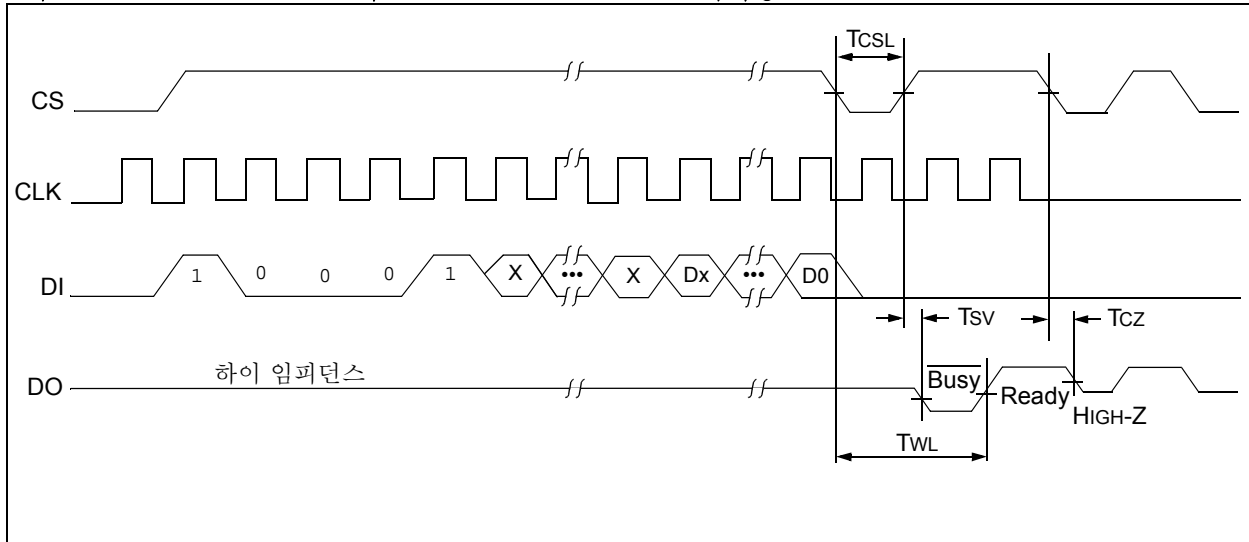 TCSL
CS
CLK
DI 1 0 0 0 1 X ••• X Dx ••• D0
TSV TCZ
하이 임피던스
DO Busy Ready HIGH-Z
TWL